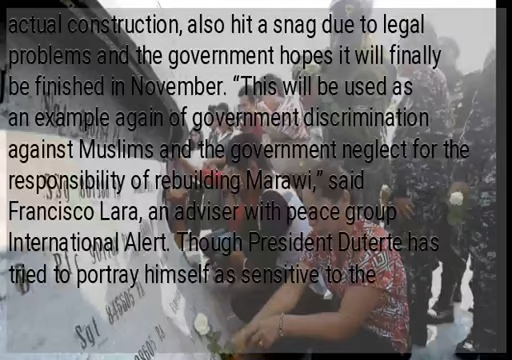 actual construction, also hit a snag due to legal
problems and the government hopes it will finally
be finished in November. “This will be used as
an example again of government discrimination
against Muslims and the government neglect for the
responsibility of rebuilding Marawi,” said
Francisco Lara, an adviser with peace group
International Alert. Though President Duterte has
tried to portray himself as sensitive to the
Pfc
Sgt